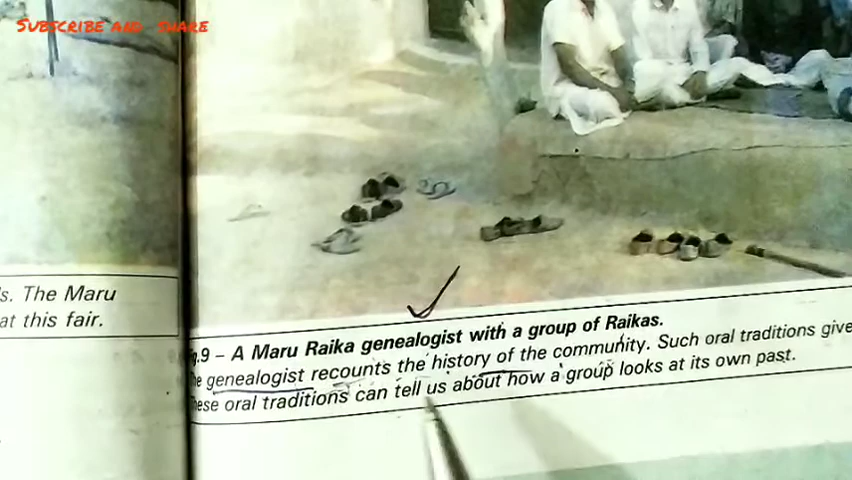 Subscribe and share
s. The Maru
at this fair.
.9 – A Maru Raika genealogist with a group of Raikas.
The genealogist recounts the history of the community. Such oral traditions give
These oral traditions can tell us about how a group looks at its own past.